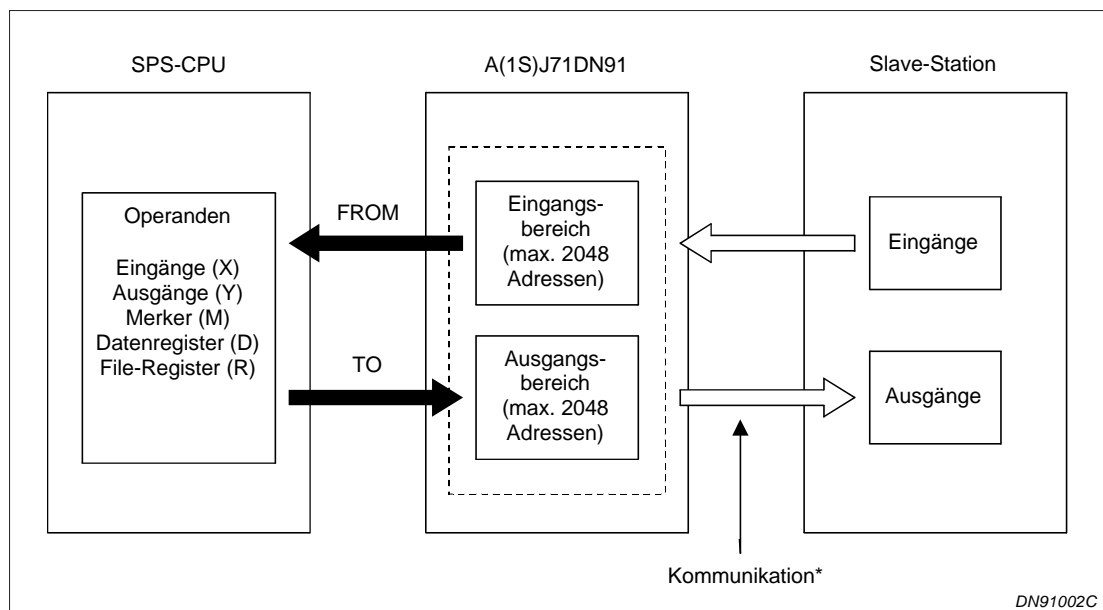 SPS-CPU
A(1S)J71DN91
Slave-Station
Operanden
Eingänge (X)
Ausgänge (Y)
Merker (M)
Datenregister (D)
File-Register (R)
FROM
TO
Eingangs-
bereich
(max. 2048
Adressen)
Ausgangs-
bereich
(max. 2048
Adressen)
Eingänge
Ausgänge
Kommunikation*
DN91002C